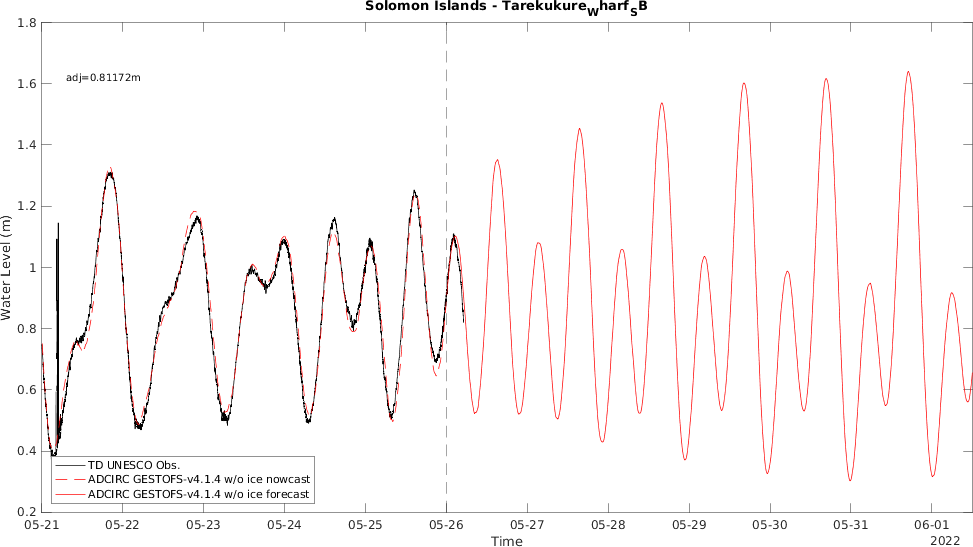 Solomon Islands - Tarekukure_Wharf_SB
1.8
1.6
1.4
1.2
1
0.8
0.6
0.4
0.2
Water Level (m)
adj=0.81172m
TD UNESCO Obs.
ADCIRC GESTOFS-v4.1.4 w/o ice nowcast
ADCIRC GESTOFS-v4.1.4 w/o ice forecast
05-21 05-22 05-23 05-24 05-25 05-26 05-27 05-28 05-29 05-30 05-31 06-01
Time
2022